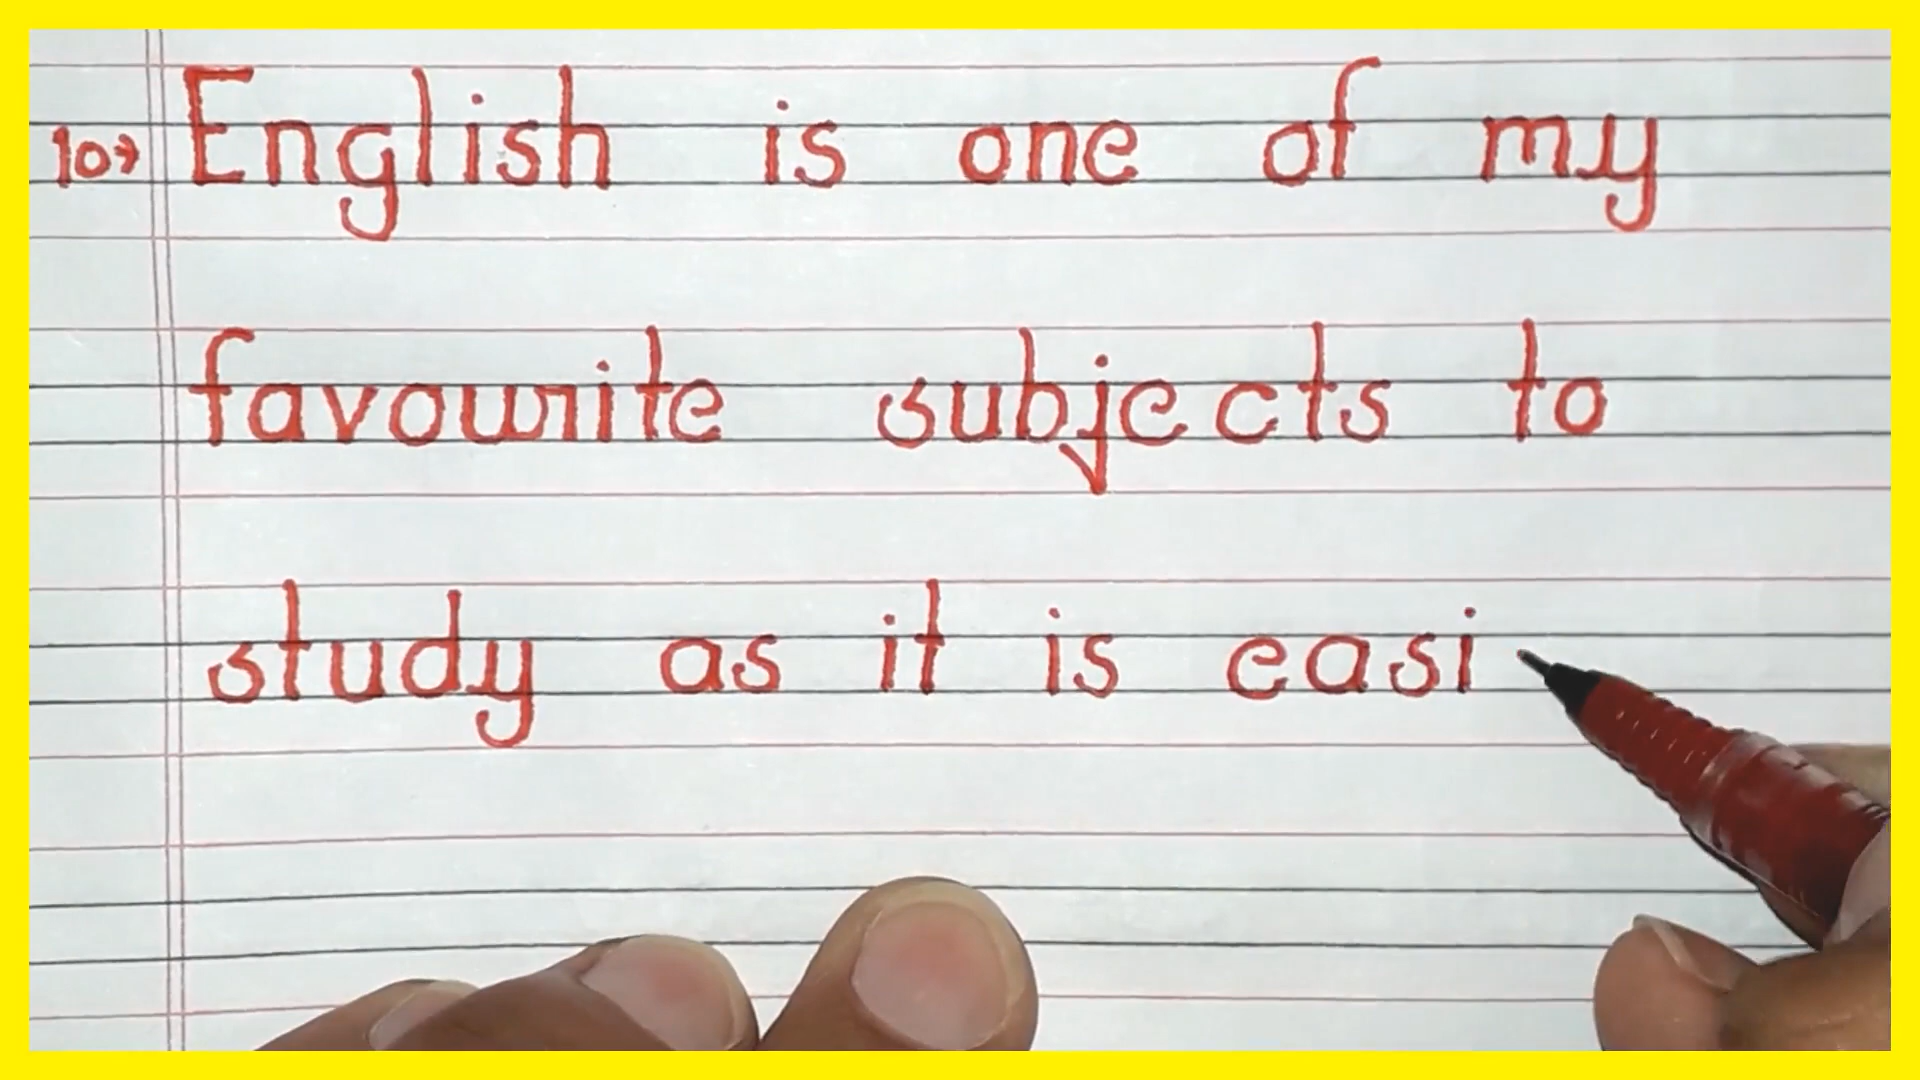 10→ English is one of my
favourite subjects to
study as it is easi